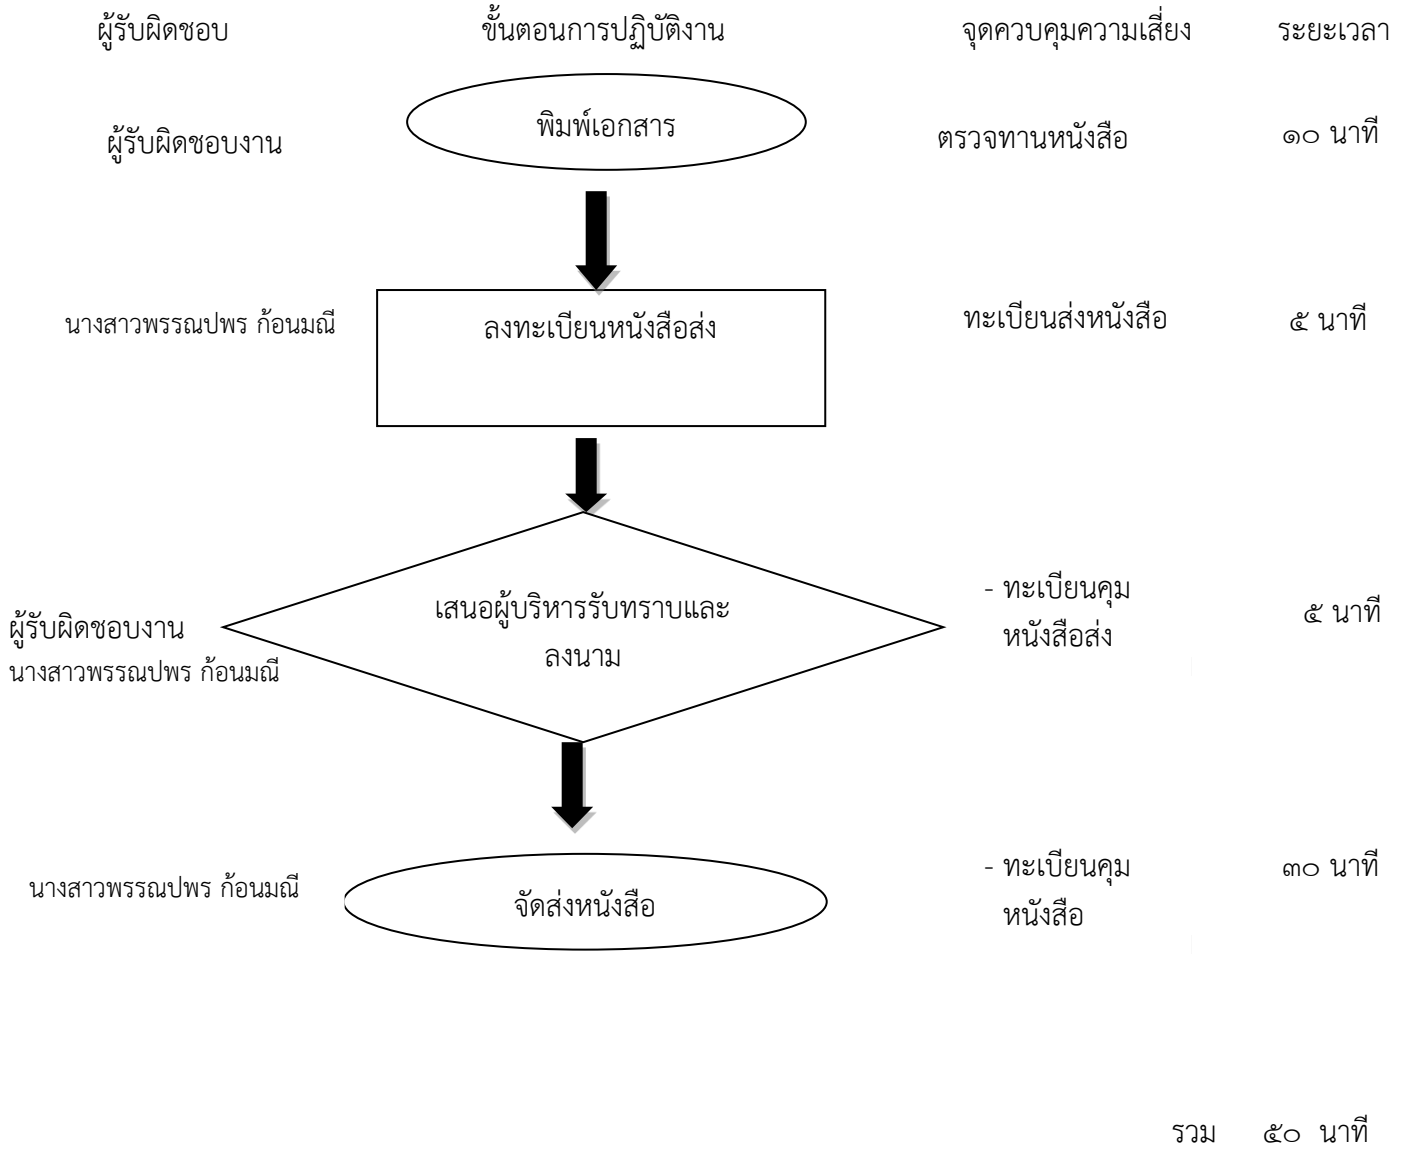 ผู้รับผิดชอบ ขั้นตอนการปฏิบัติงาน จุดควบคุมความเสี่ยง ระยะเวลา
ผู้รับผิดชอบงาน พิมพ์เอกสาร ตรวจทานหนังสือ ๑๐ นาที
นางสาวพรรณปพร ก้อนมณี ลงทะเบียนหนังสือส่ง ทะเบียนส่งหนังสือ ๕ นาที
ผู้รับผิดชอบงาน
นางสาวพรรณปพร ก้อนมณี
เสนอผู้บริหารรับทราบและ
ลงนาม
- ทะเบียนคุม
หนังสือส่ง
๕ นาที
นางสาวพรรณปพร ก้อนมณี
จัดส่งหนังสือ
- ทะเบียนคุม
หนังสือ
๓๐ นาที
รวม ๕๐ นาที